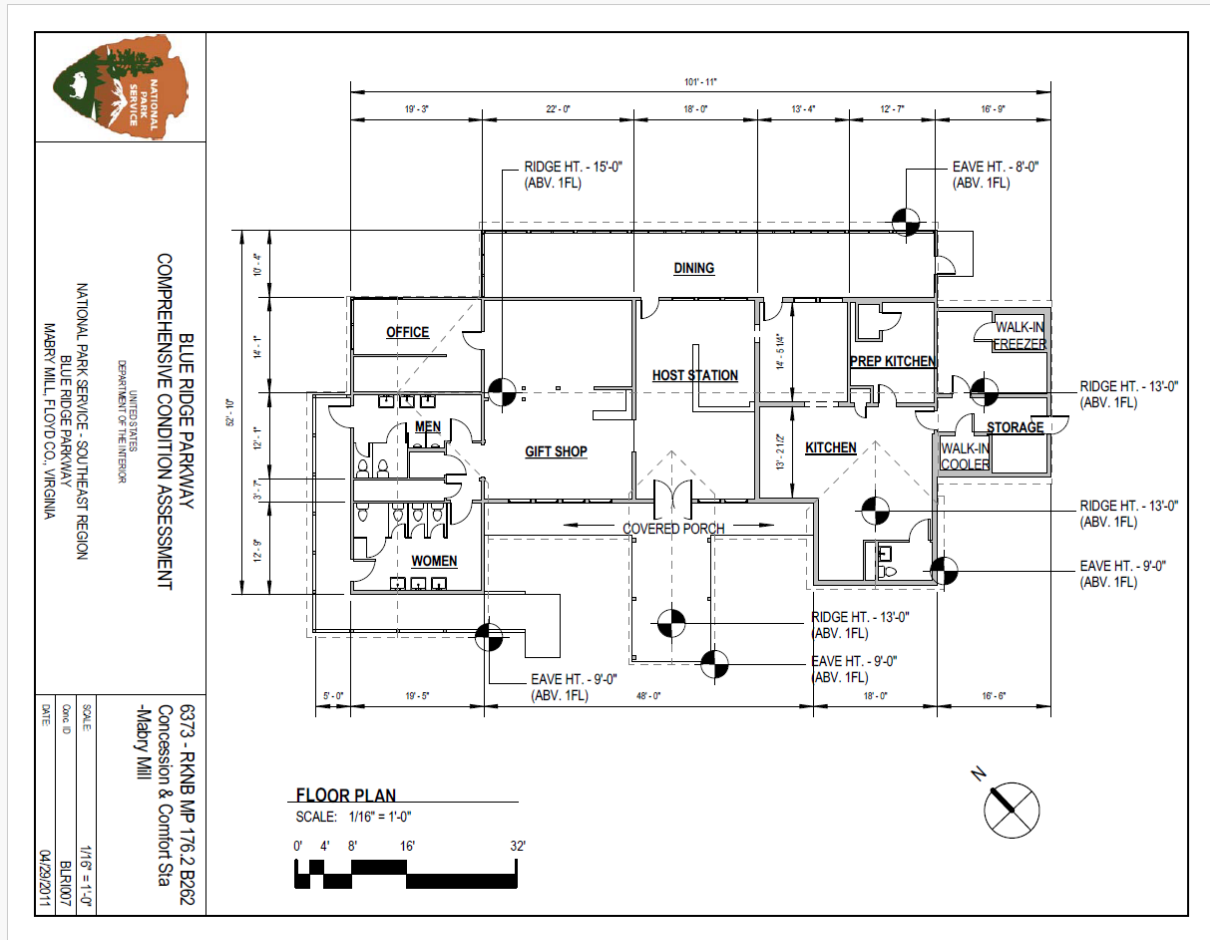 NATIONAL
PARK
SERVICE
BLUE RIDGE PARKWAY
COMPREHENSIVE CONDITION ASSESSMENT
UNITED STATES
DEPARTMENT OF THE INTERIOR
NATIONAL PARK SERVICE - SOUTHEAST REGION
BLUE RIDGE PARKWAY
MABRY MILL, FLOYD CO., VIRGINIA
6373 - RKNB MP 176.2 B262
Concession & Comfort Sta
-Mabry Mill
SCALE: 1/16" = 1'-0"
Conc. ID BLRI007
DATE: 04/29/2011
101' - 11"
19' - 3"
22' - 0"
18' - 0"
13' - 4"
12' - 7"
16' - 9"
RIDGE HT. - 15'-0"
(ABV. 1FL)
EAVE HT. - 8'-0"
(ABV. 1FL)
10' - 4"
14' - 1"
52' - 10"
12' - 1"
3' - 7"
12' - 9"
DINING
OFFICE
HOST STATION
14' - 5 1/4"
PREP KITCHEN
WALK-IN
FREEZER
RIDGE HT. - 13'-0"
(ABV. 1FL)
MEN
GIFT SHOP
13' - 2 1/2"
KITCHEN
STORAGE
WALK-IN
COOLER
RIDGE HT. - 13'-0"
(ABV. 1FL)
COVERED PORCH
WOMEN
EAVE HT. - 9'-0"
(ABV. 1FL)
RIDGE HT. - 13'-0"
(ABV. 1FL)
EAVE HT. - 9'-0"
(ABV. 1FL)
EAVE HT. - 9'-0"
(ABV. 1FL)
5' - 0"
19' - 5"
48' - 0"
18' - 0"
16' - 6"
N
FLOOR PLAN
SCALE: 1/16" = 1'-0"
0' 4' 8' 16' 32'